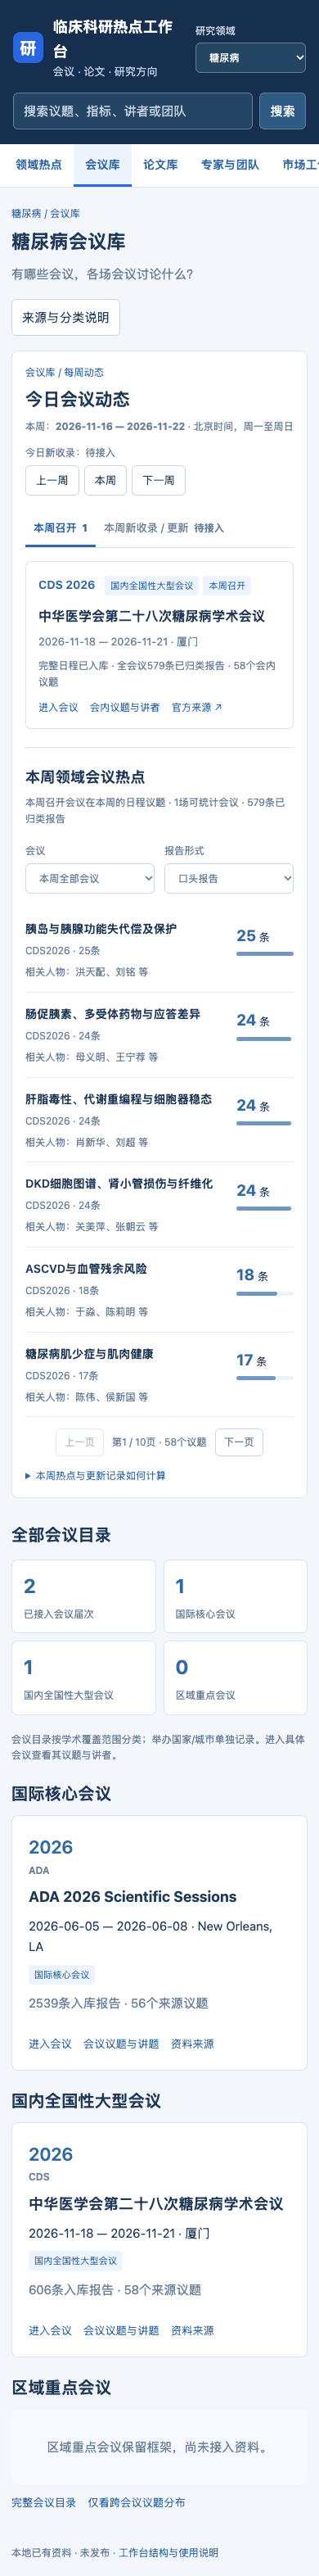 研
临床科研热点工作
台
会议 · 论文 · 研究方向
研究领域
糖尿病
搜索议题、指标、讲者或团队
搜索
领域热点
会议库
论文库
专家与团队
市场工
糖尿病 / 会议库
糖尿病会议库
有哪些会议，各场会议讨论什么？
来源与分类说明
会议库 / 每周动态
今日会议动态
本周：2026-11-16 — 2026-11-22 · 北京时间，周一至周日
今日新收录：待接入
上一周
本周
下一周
本周召开 1
本周新收录 / 更新 待接入
CDS 2026
国内全国性大型会议
本周召开
中华医学会第二十八次糖尿病学术会议
2026-11-18 — 2026-11-21 · 厦门
完整日程已入库 · 全会议579条已归类报告 · 58个会内
议题
进入会议
会内议题与讲者
官方来源 ↗
本周领域会议热点
本周召开会议在本周的日程议题 · 1场可统计会议 · 579条已
归类报告
会议
本周全部会议
报告形式
口头报告
胰岛与胰腺功能失代偿及保护
25 条
CDS2026 · 25条
相关人物：洪天配、刘铭 等
肠促胰素、多受体药物与应答差异
24 条
CDS2026 · 24条
相关人物：母义明、王宁荐 等
肝脂毒性、代谢重编程与细胞器稳态
24 条
CDS2026 · 24条
相关人物：肖新华、刘超 等
DKD细胞图谱、肾小管损伤与纤维化
24 条
CDS2026 · 24条
相关人物：关美萍、张朝云 等
ASCVD与血管残余风险
18 条
CDS2026 · 18条
相关人物：于淼、陈莉明 等
糖尿病肌少症与肌肉健康
17 条
CDS2026 · 17条
相关人物：陈伟、侯新国 等
上一页
第1 / 10页 · 58个议题
下一页
▶ 本周热点与更新记录如何计算
全部会议目录
2
已接入会议届次
1
国际核心会议
1
国内全国性大型会议
0
区域重点会议
会议目录按学术覆盖范围分类；举办国家/城市单独记录。进入具体
会议查看其议题与讲者。
国际核心会议
2026
ADA
ADA 2026 Scientific Sessions
2026-06-05 — 2026-06-08 · New Orleans,
LA
国际核心会议
2539条入库报告 · 56个来源议题
进入会议
会议议题与讲题
资料来源
国内全国性大型会议
2026
CDS
中华医学会第二十八次糖尿病学术会议
2026-11-18 — 2026-11-21 · 厦门
国内全国性大型会议
606条入库报告 · 58个来源议题
进入会议
会议议题与讲题
资料来源
区域重点会议
区域重点会议保留框架，尚未接入资料。
完整会议目录
仅看跨会议议题分布
本地已有资料 · 未发布 · 工作台结构与使用说明